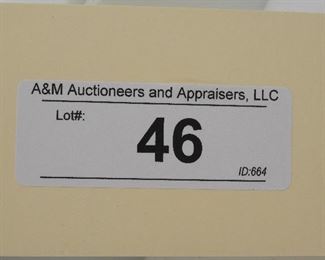 A&M Auctioneers and Appraisers, LLC
Lot#: 46
ID:664